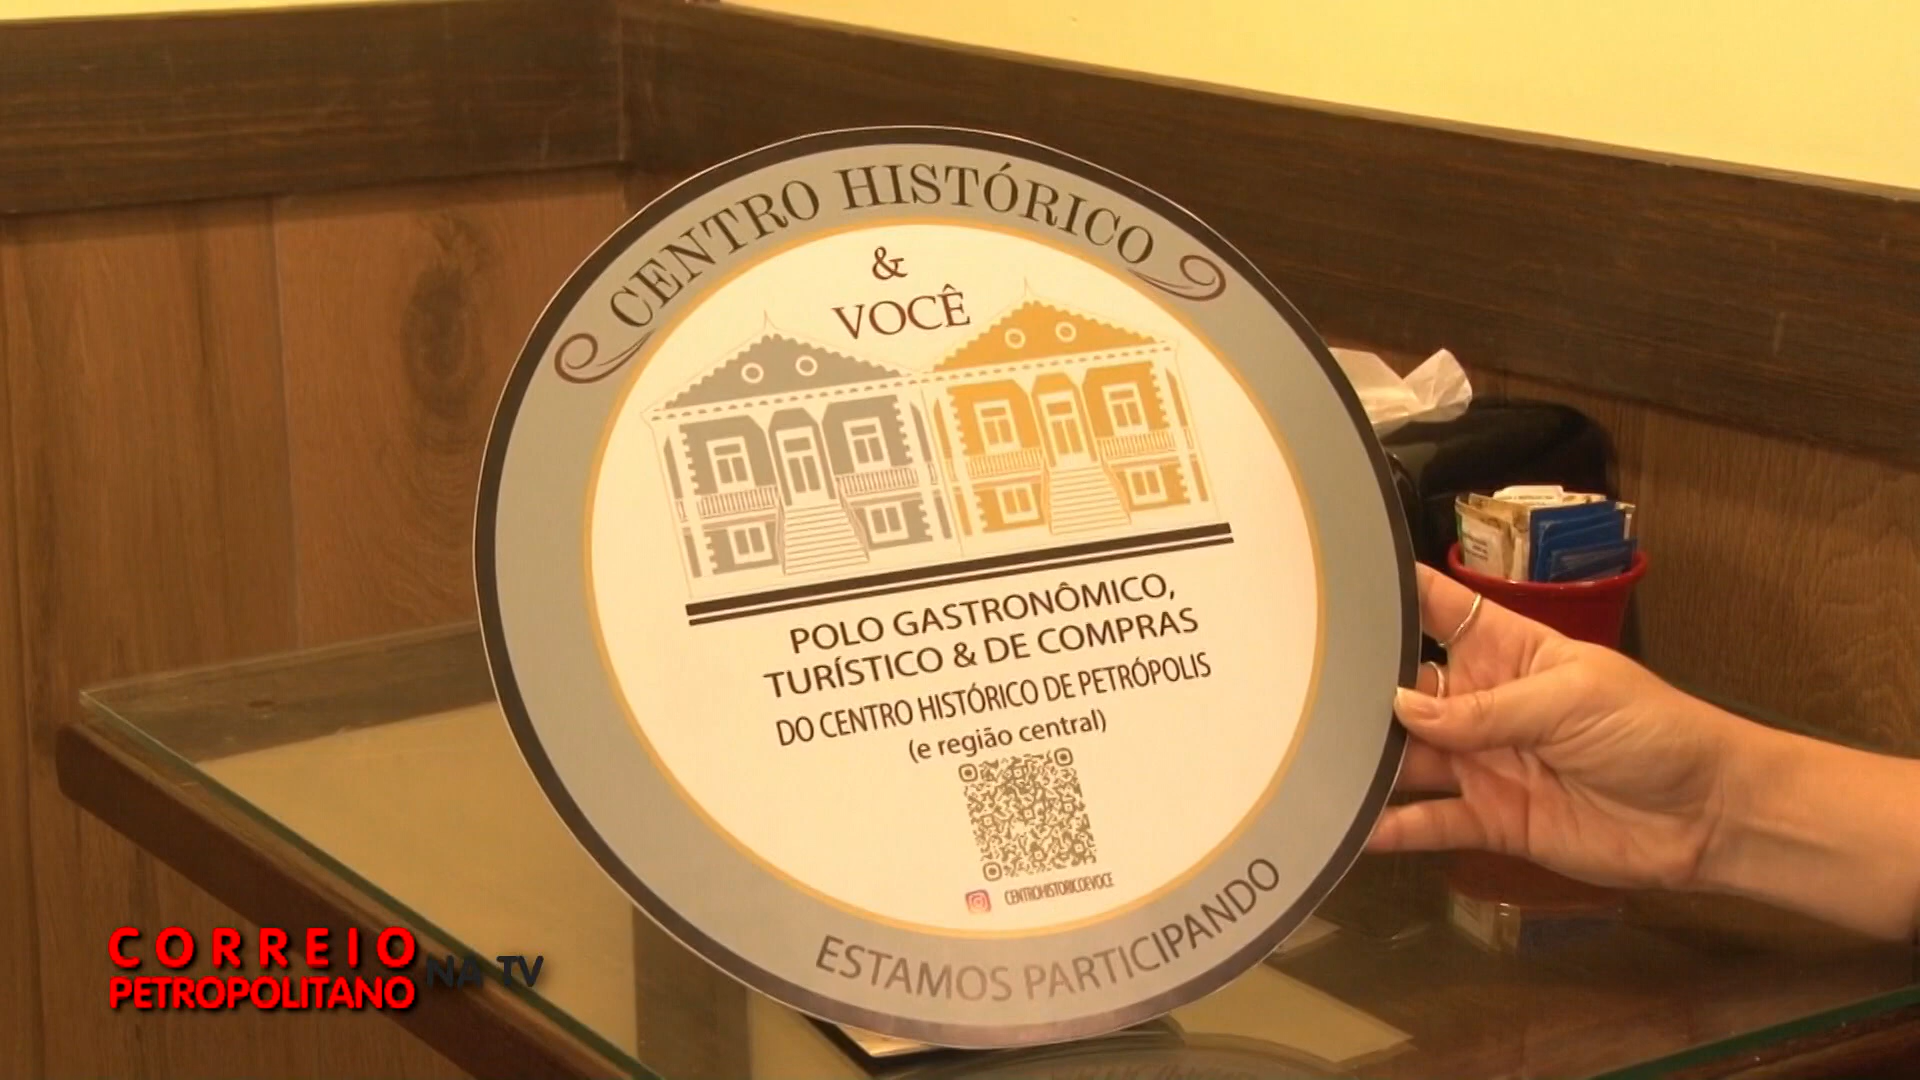 CENTRO HISTÓRICO
&
VOCÊ
POLO GASTRONÔMICO,
TURÍSTICO & DE COMPRAS
DO CENTRO HISTÓRICO DE PETRÓPOLIS
(e região central)
CENTROHISTORICOEVOCE
ESTAMOS PARTICIPANDO
CORREIO
PETROPOLITANO NA TV